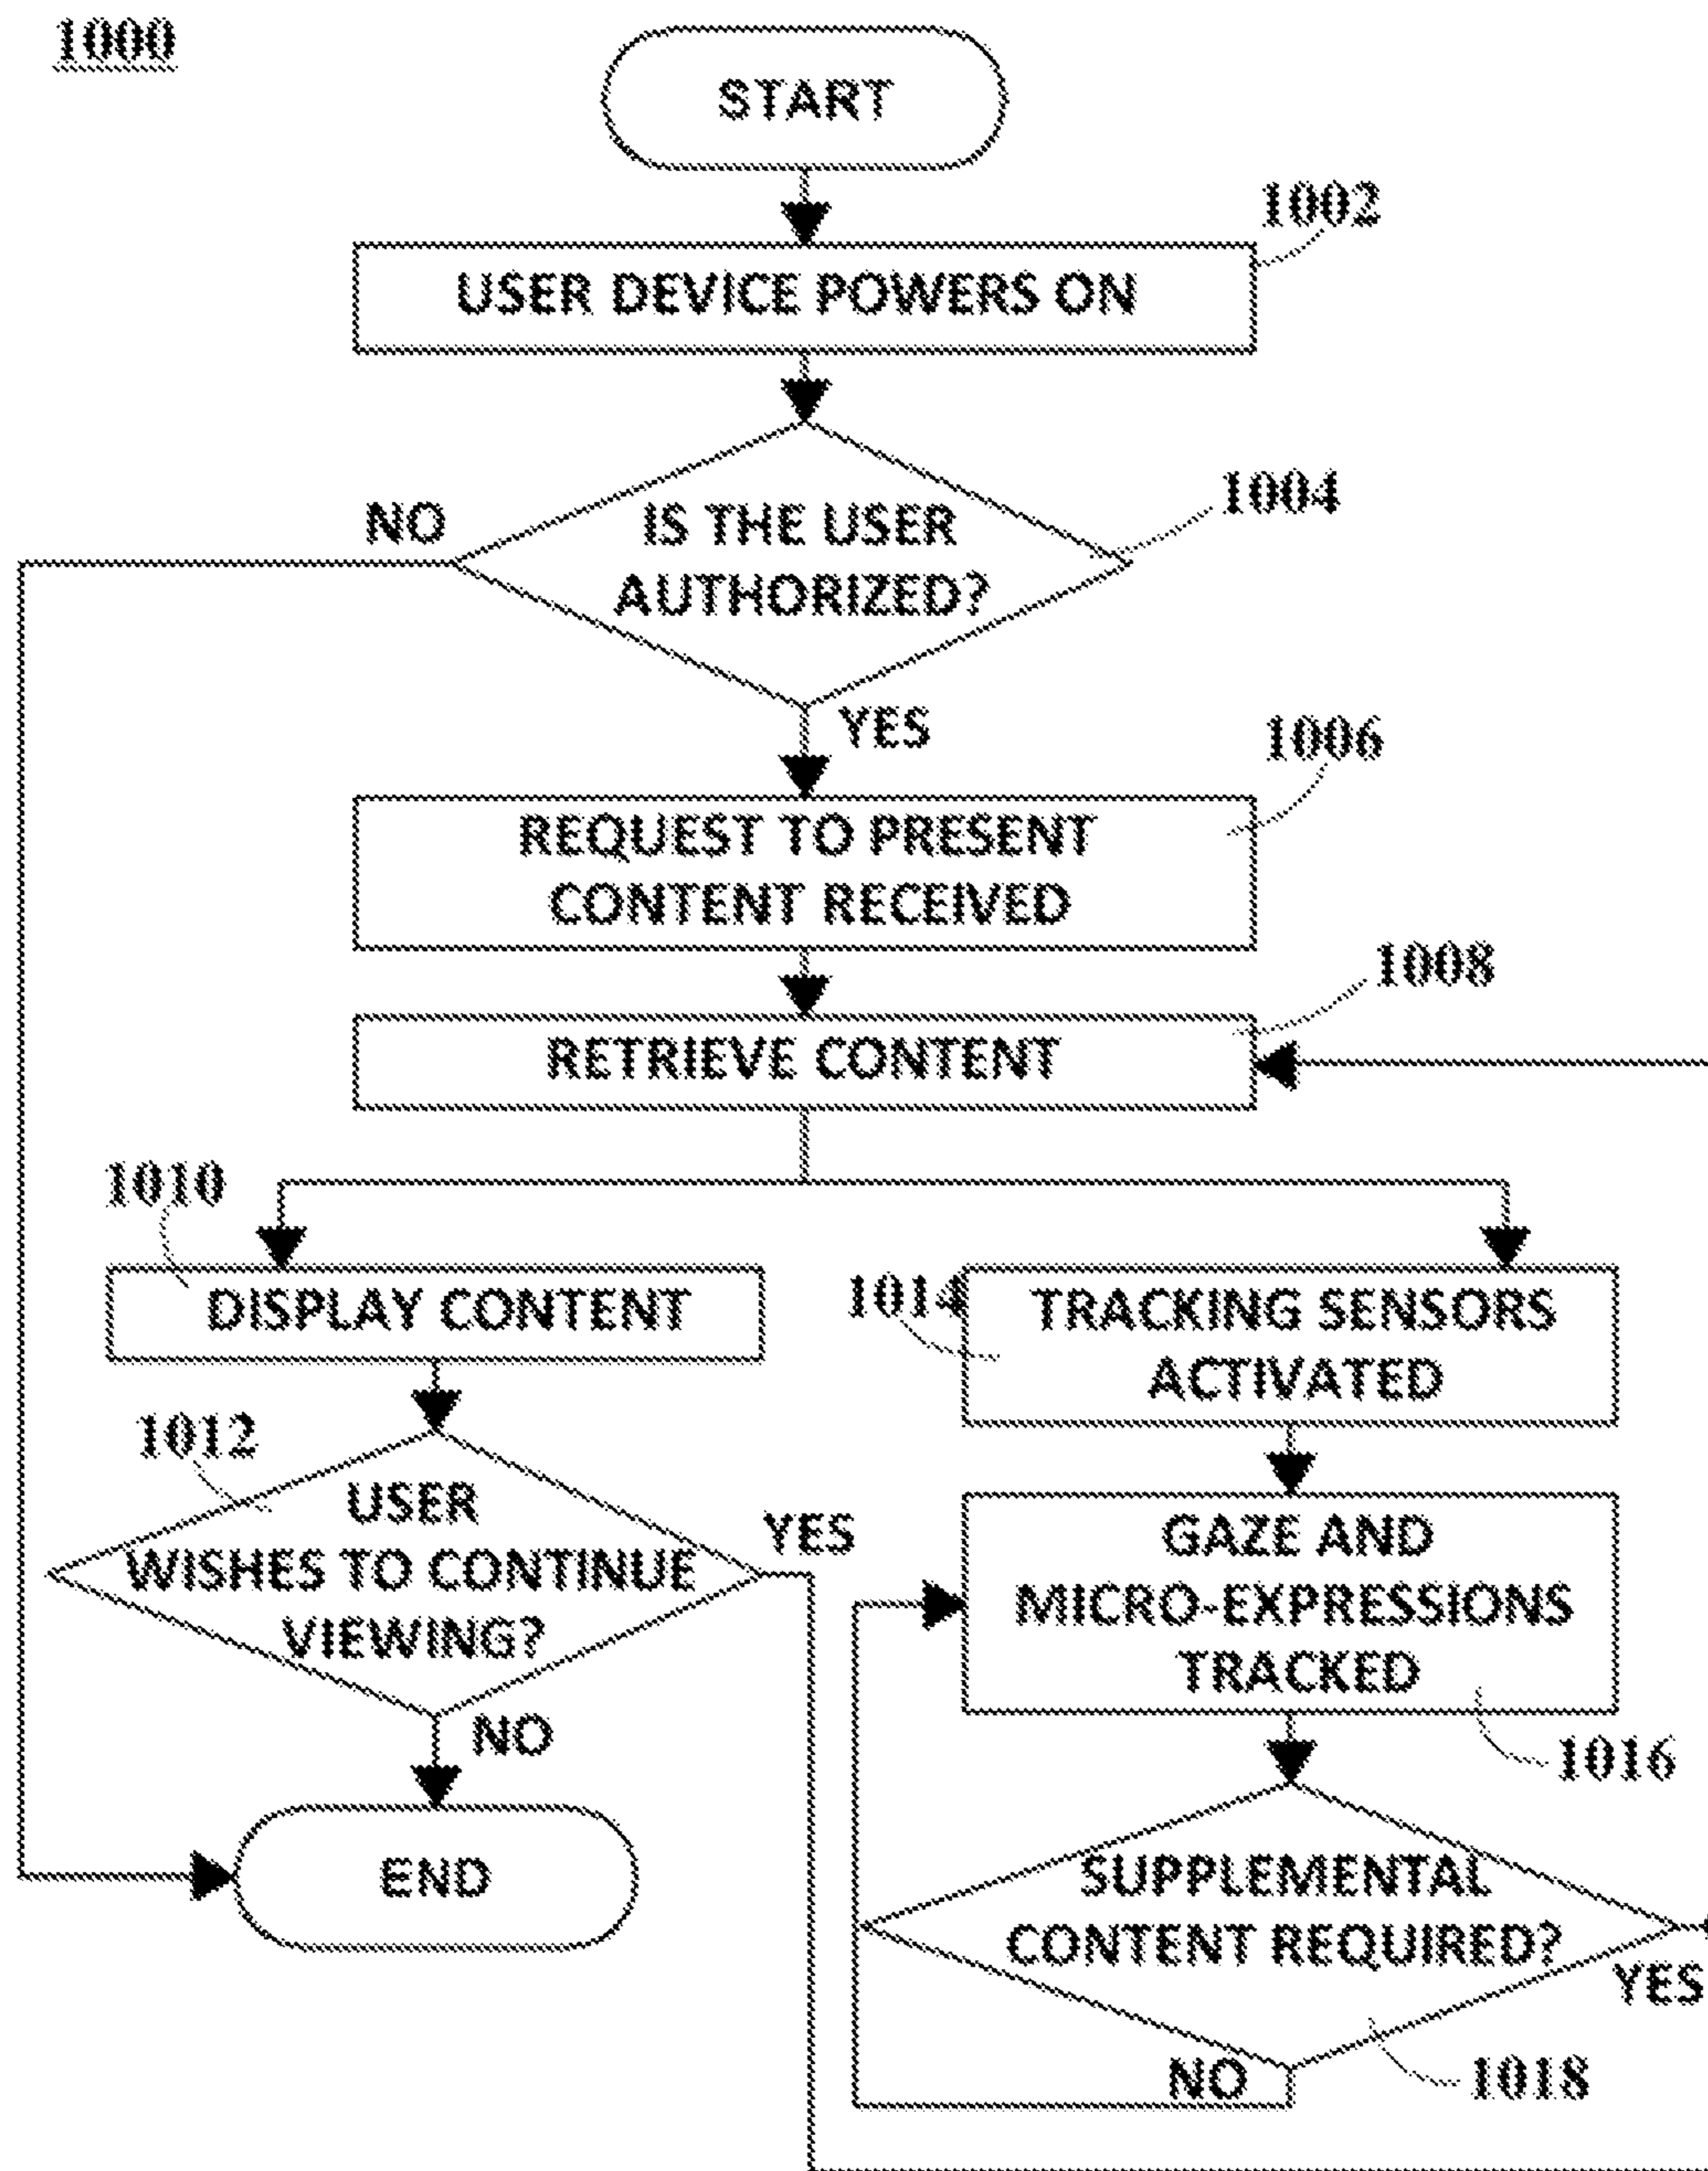 1000
START
1002
USER DEVICE POWERS ON
1004
NO
IS THE USER
AUTHORIZED?
YES
1006
REQUEST TO PRESENT
CONTENT RECEIVED
1008
RETRIEVE CONTENT
1010
DISPLAY CONTENT
1014
TRACKING SENSORS
ACTIVATED
1012
USER
WISHES TO CONTINUE
VIEWING?
YES
NO
GAZE AND
MICRO-EXPRESSIONS
TRACKED
1016
END
SUPPLEMENTAL
CONTENT REQUIRED?
YES
NO
1018